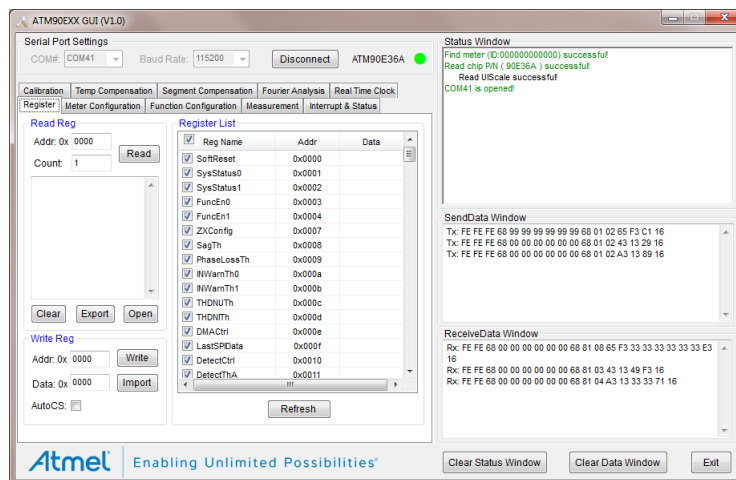 ATM90EXX GUI (V1.0)
Serial Port Settings
COM#: COM41 Baud Rate: 115200 Disconnect ATM90E36A
Calibration Temp Compensation Segment Compensation Fourier Analysis Real Time Clock
Register Meter Configuration Function Configuration Measurement Interrupt & Status
Read Reg
Addr: 0x 0000
Count: 1
Read
Clear Export Open
Write Reg
Addr: 0x 0000 Write
Data: 0x 0000 Import
AutoCS:
Register List
Reg Name Addr Data
SoftReset 0x0000
SysStatus0 0x0001
SysStatus1 0x0002
FuncEn0 0x0003
FuncEn1 0x0004
ZXConfig 0x0007
SagTh 0x0008
PhaseLossTh 0x0009
INWarnTh0 0x000a
INWarnTh1 0x000b
THDNUTh 0x000c
THDNITh 0x000d
DMACtrl 0x000e
LastSPIData 0x000f
DetectCtrl 0x0010
DetectThA 0x0011
Refresh
Status Window
Find meter (ID:000000000000) successful!
Read chip P/N ( 90E36A ) successful!
Read UIScale successful!
COM41 is opened!
SendData Window
Tx: FE FE FE 68 99 99 99 99 99 99 68 01 02 65 F3 C1 16
Tx: FE FE FE 68 00 00 00 00 00 00 68 01 02 43 13 29 16
Tx: FE FE FE 68 00 00 00 00 00 00 68 01 02 A3 13 89 16
ReceiveData Window
Rx: FE FE 68 00 00 00 00 00 00 68 81 08 65 F3 33 33 33 33 33 33 E3
16
Rx: FE FE 68 00 00 00 00 00 00 68 81 03 43 13 49 F3 16
Rx: FE FE 68 00 00 00 00 00 00 68 81 04 A3 13 33 33 71 16
Atmel Enabling Unlimited Possibilities®
Clear Status Window Clear Data Window Exit